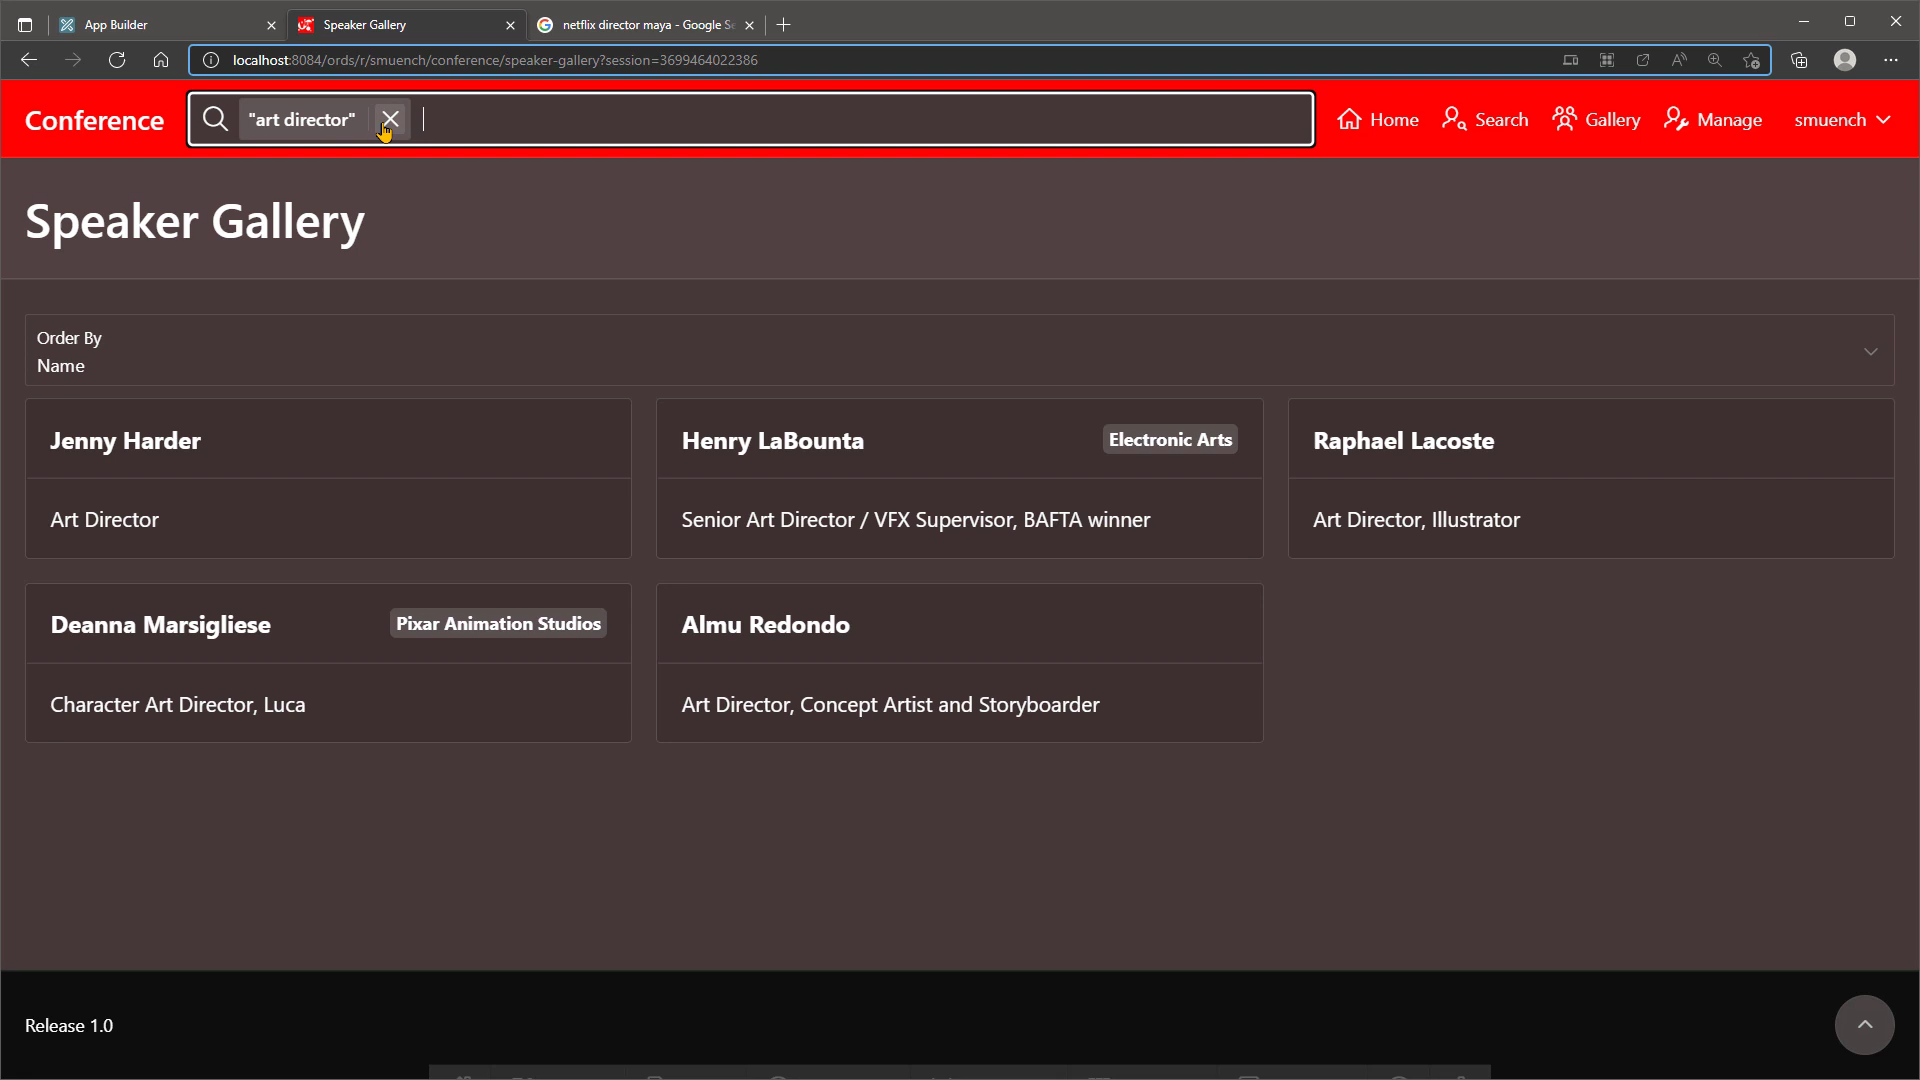 App Builder
Speaker Gallery
netflix director maya - Google Se
localhost:8084/ords/r/smuench/conference/speaker-gallery?session=3699464022386
Conference
"art director"
Home
Search
Gallery
Manage
smuench
Speaker Gallery
Order By
Name
Jenny Harder
Art Director
Henry LaBounta
Electronic Arts
Senior Art Director / VFX Supervisor, BAFTA winner
Raphael Lacoste
Art Director, Illustrator
Deanna Marsigliese
Pixar Animation Studios
Character Art Director, Luca
Almu Redondo
Art Director, Concept Artist and Storyboarder
Release 1.0